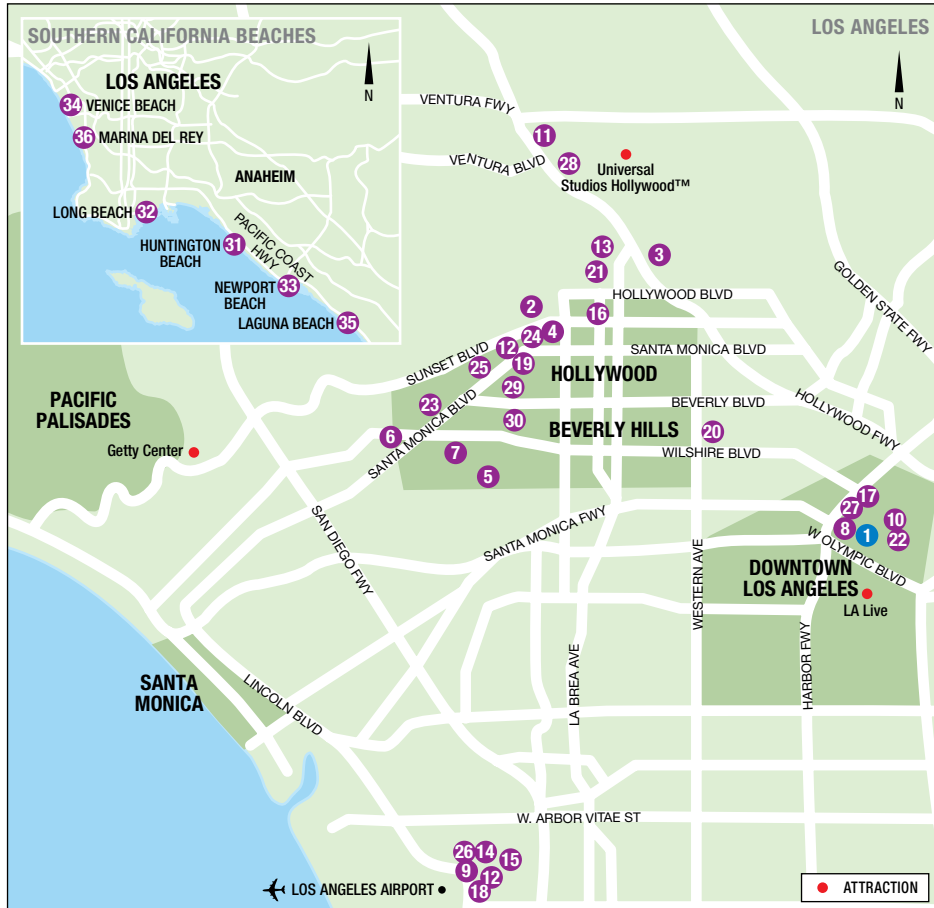 SOUTHERN CALIFORNIA BEACHES
LOS ANGELES
N
34 VENICE BEACH
36 MARINA DEL REY
ANAHEIM
LONG BEACH 32
HUNTINGTON
BEACH
31
PACIFIC COAST
HWY
NEWPORT
BEACH
33
LAGUNA BEACH 35
LOS ANGELES
N
VENTURA FWY
11
VENTURA BLVD
28
Universal
Studios Hollywood™
13
3
21
GOLDEN STATE FWY
HOLLYWOOD BLVD
2
16
4
24
12
SUNSET BLVD
SANTA MONICA BLVD
19
25
HOLLYWOOD
29
PACIFIC
PALISADES
23
SANTA MONICA BLVD
BEVERLY BLVD
HOLLYWOOD FWY
30
BEVERLY HILLS
20
6
Getty Center
7
WILSHIRE BLVD
5
17
27
10
8
1
22
SAN DIEGO FWY
SANTA MONICA FWY
W OLYMPIC BLVD
DOWNTOWN
LOS ANGELES
LA Live
WESTERN AVE
HARBOR FWY
LA BREA AVE
SANTA
MONICA
LINCOLN BLVD
W. ARBOR VITAE ST
26
14
15
9
12
18
LOS ANGELES AIRPORT
ATTRACTION